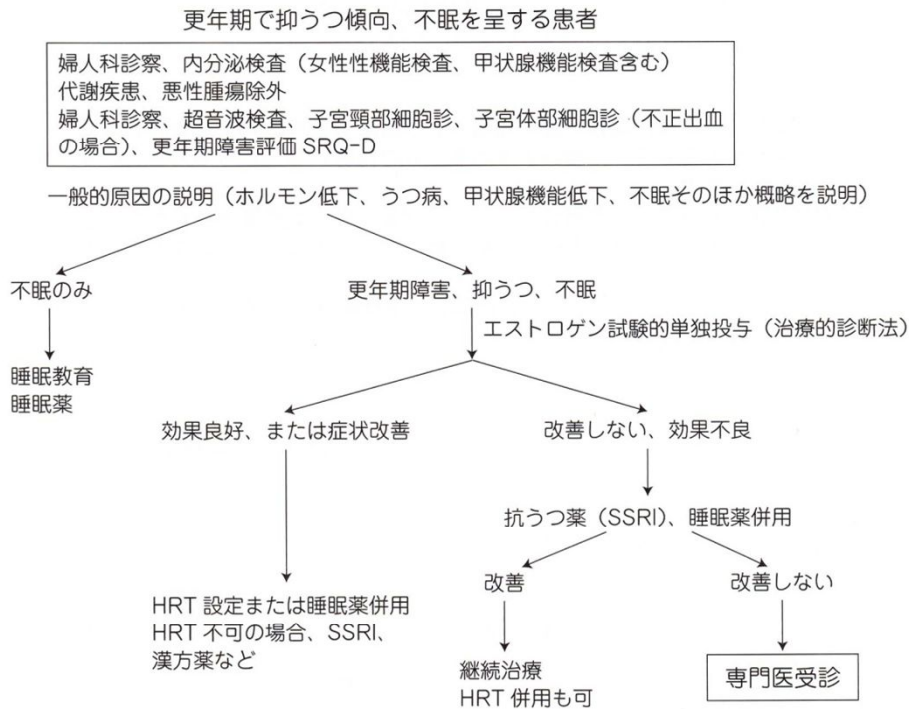 更年期で抑うつ傾向、不眠を呈する患者
婦人科診察、内分泌検査（女性性機能検査、甲状腺機能検査含む）
代謝疾患、悪性腫瘍除外
婦人科診察、超音波検査、子宮頸部細胞診、子宮体部細胞診（不正出血
の場合）、更年期障害評価 SRQ-D
一般的原因の説明（ホルモン低下、うつ病、甲状腺機能低下、不眠そのほか概略を説明）
不眠のみ
更年期障害、抑うつ、不眠
エストロゲン試験的単独投与（治療的診断法）
睡眠教育
睡眠薬
効果良好、または症状改善
改善しない、効果不良
抗うつ薬（SSRI）、睡眠薬併用
改善
改善しない
HRT 設定または睡眠薬併用
HRT 不可の場合、SSRI、
漢方薬など
継続治療
HRT 併用も可
専門医受診